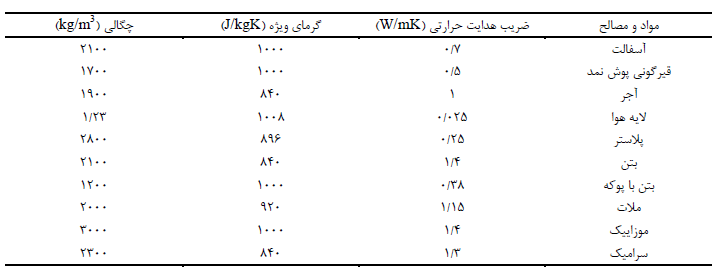 مواد و مصالح ضریب هدایت حرارتی (W/mK) گرمای ویژه (J/kgK) چگالی (kg/m³)
آسفالت ۰/۷ ۱۰۰۰ ۲۱۰۰
قیرگونی پوش نمد ۰/۵ ۱۰۰۰ ۱۷۰۰
آجر ۱ ۸۴۰ ۱۹۰۰
لایه هوا ۰/۰۲۵ ۱۰۰۸ ۱/۲۳
پلاستر ۰/۲۵ ۸۹۶ ۲۸۰۰
بتن ۱/۴ ۸۴۰ ۲۱۰۰
بتن با پوکه ۰/۳۸ ۱۰۰۰ ۱۲۰۰
ملات ۱/۱۵ ۹۲۰ ۲۰۰۰
موزاییک ۱/۴ ۱۰۰۰ ۳۰۰۰
سرامیک ۱/۳ ۸۴۰ ۲۳۰۰